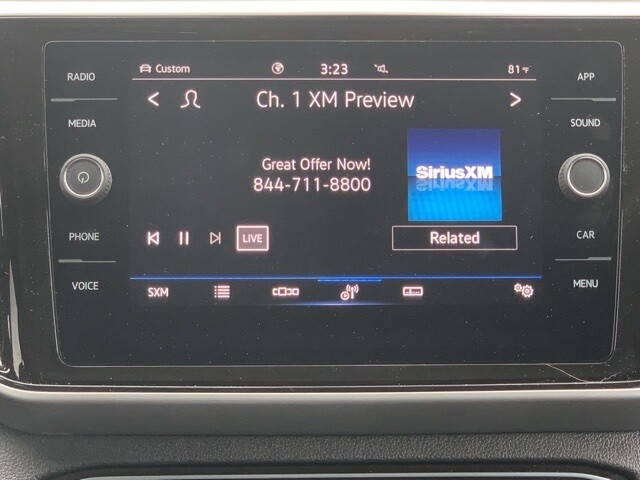 RADIO
MEDIA
PHONE
VOICE
Custom 3:23 81°F
< Ch. 1 XM Preview >
Great Offer Now!
844-711-8800
SiriusXM
LIVE
Related
SXM
APP
SOUND
CAR
MENU